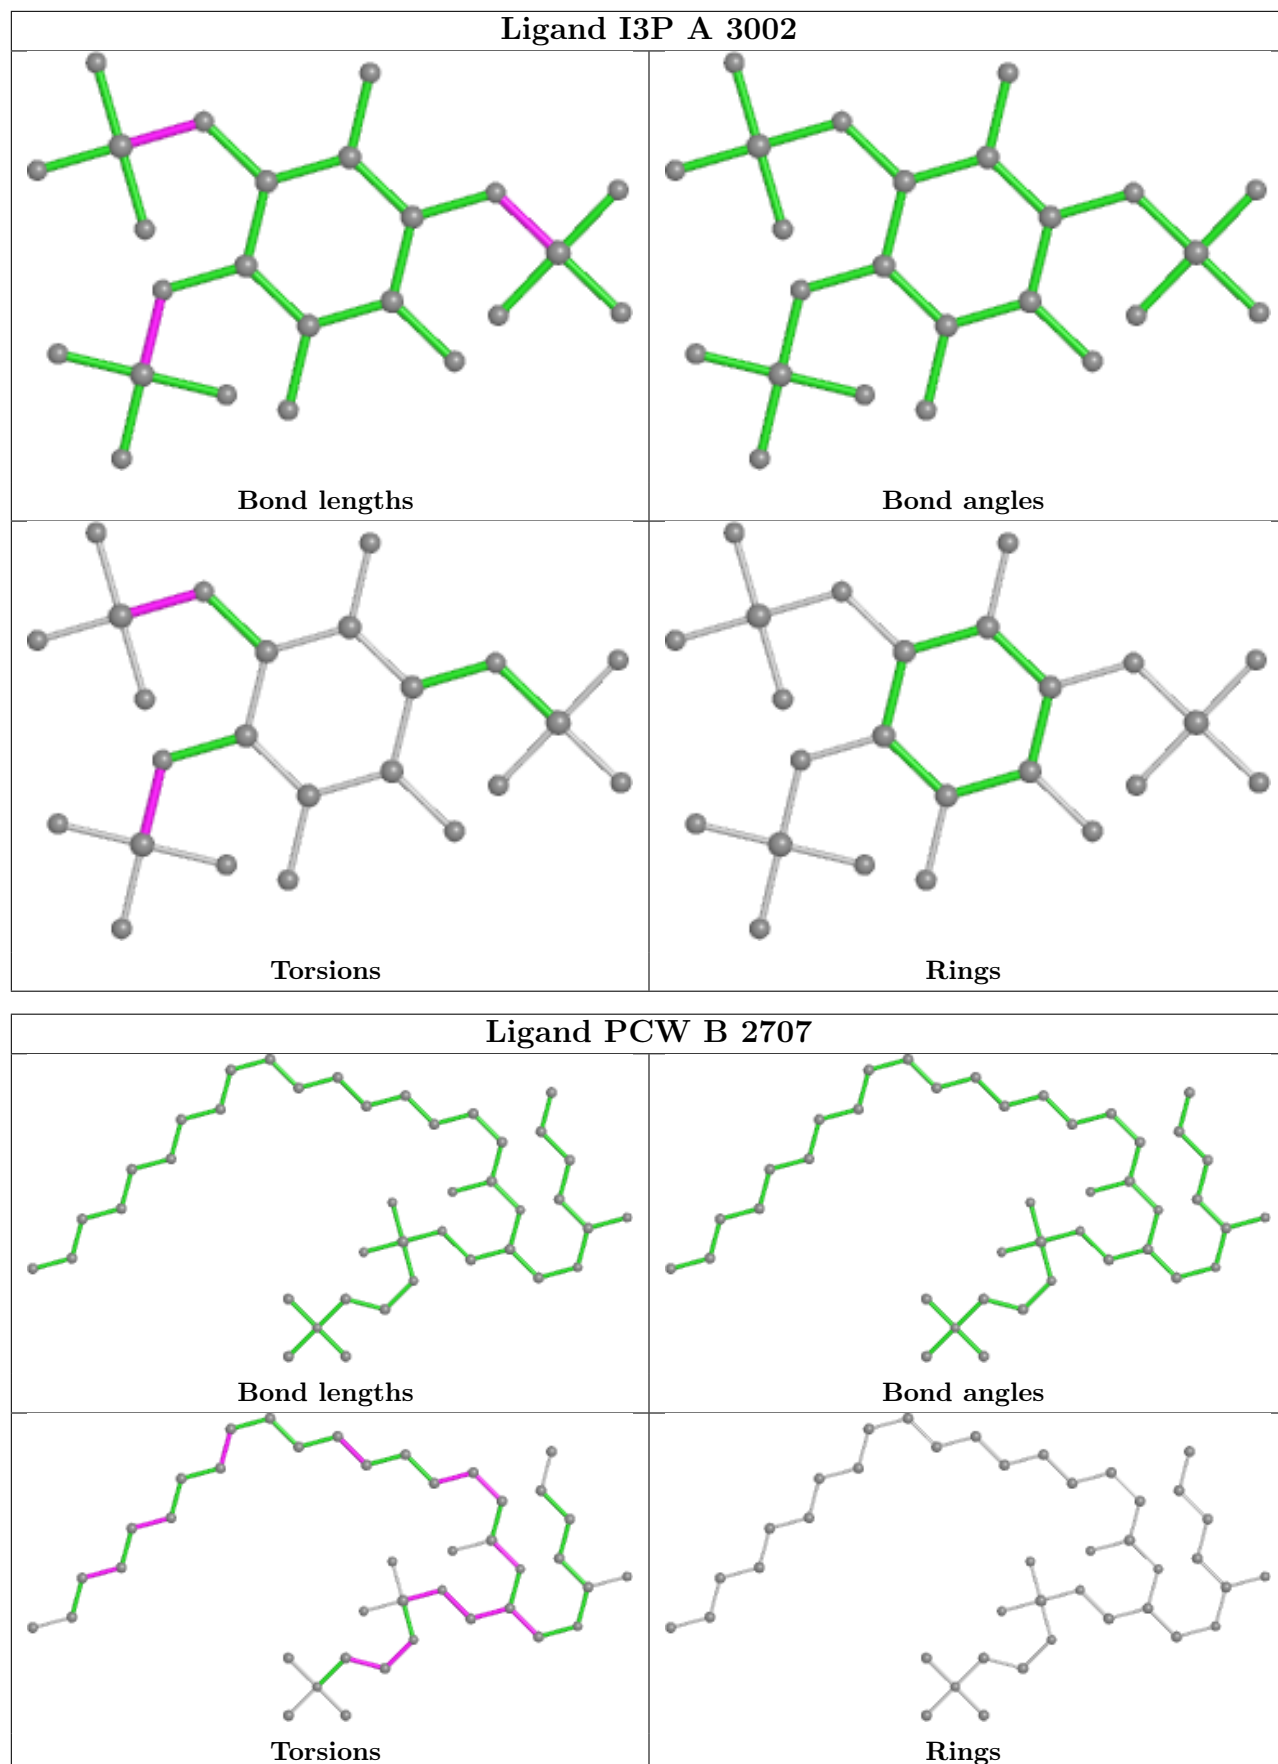 Ligand I3P A 3002
Bond lengths
Bond angles
Torsions
Rings
Ligand PCW B 2707
Bond lengths
Bond angles
Torsions
Rings